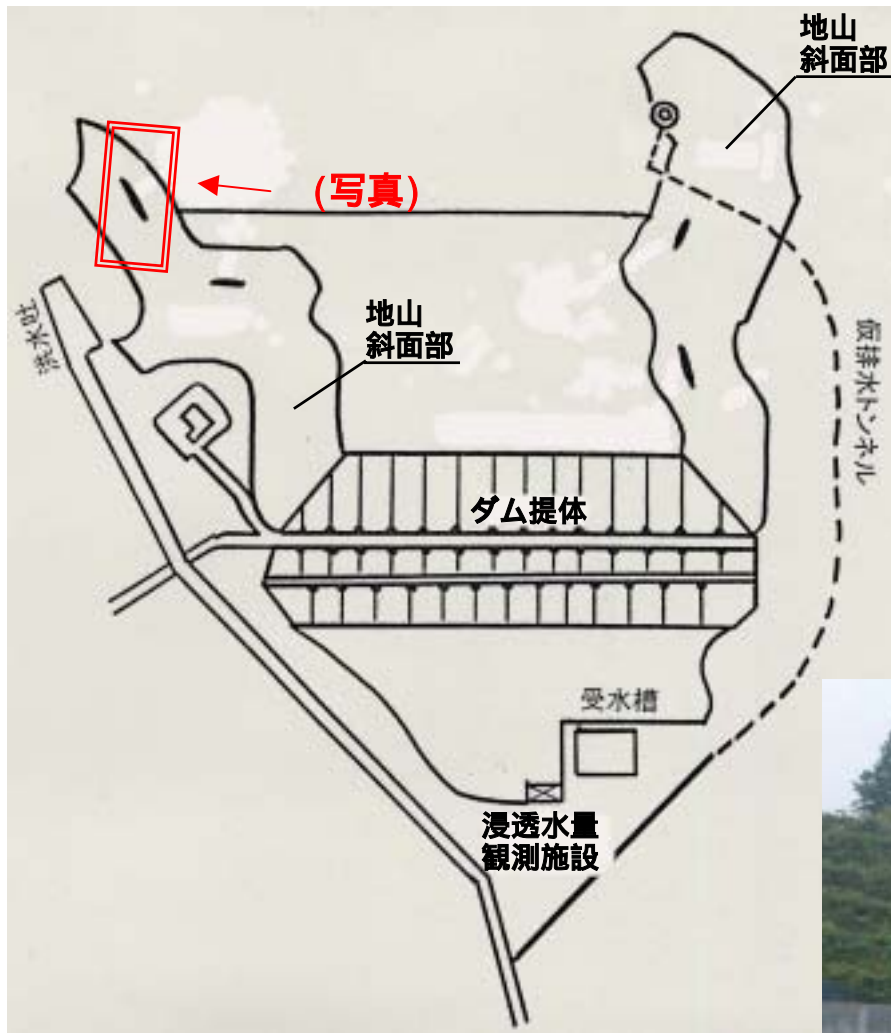 地山
斜面部
(写真)
洪水吐
地山
斜面部
仮排水トンネル
ダム提体
受水槽
浸透水量
観測施設